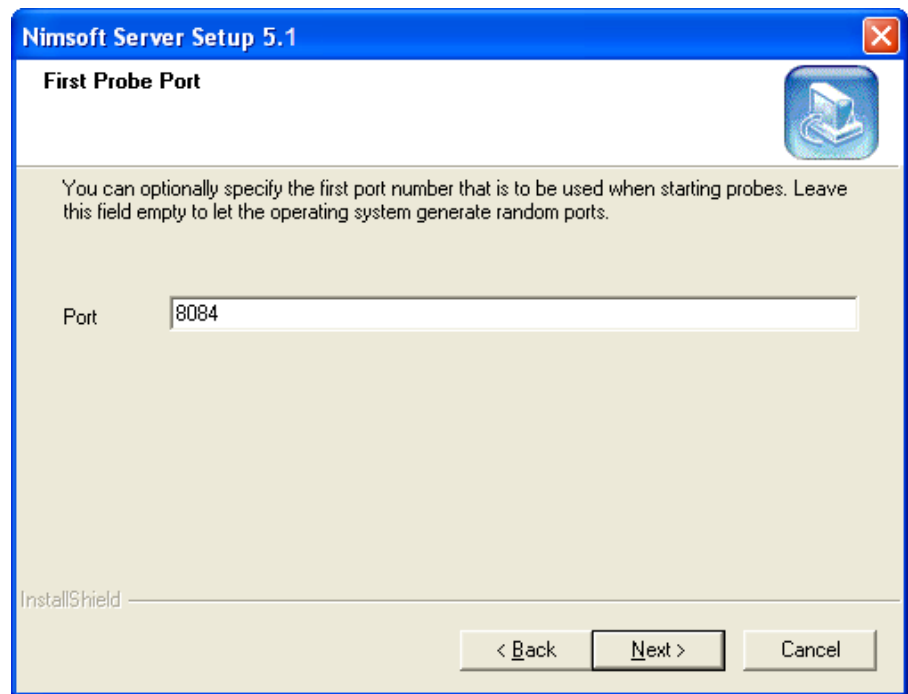 Nimsoft Server Setup 5.1
First Probe Port
You can optionally specify the first port number that is to be used when starting probes. Leave
this field empty to let the operating system generate random ports.
Port
8084
InstallShield
< Back
Next >
Cancel